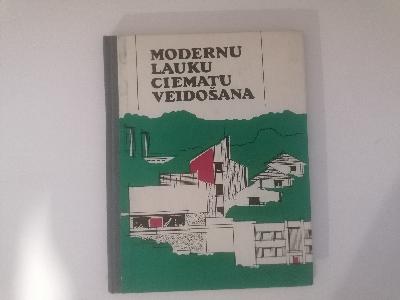 MODERNU
LAUKU
CIEMATU
VEIDOŠANA